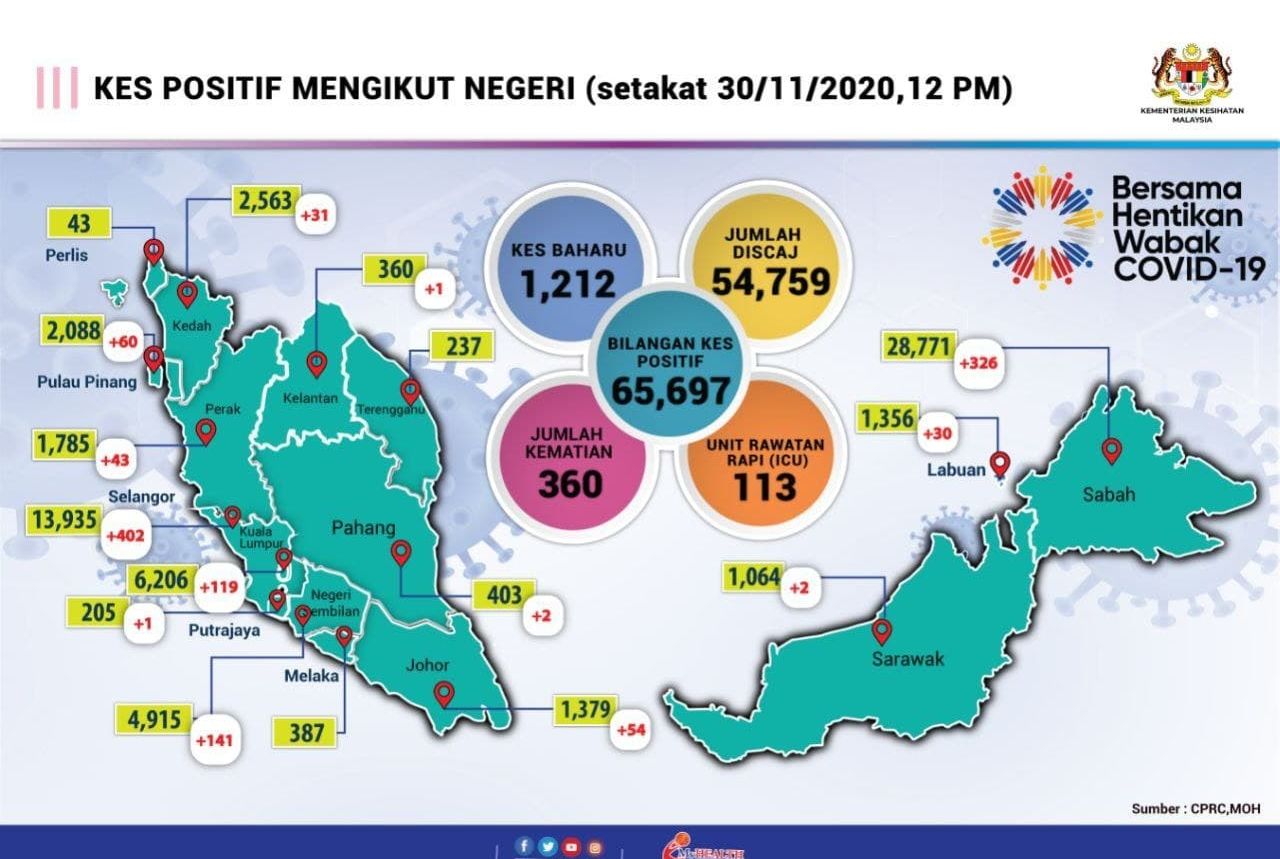 KES POSITIF MENGIKUT NEGERI (setakat 30/11/2020,12 PM)
KEMENTERIAN KESIHATAN
MALAYSIA
Bersama
Hentikan
Wabak
COVID-19
43
Perlis
2,563
+31
Kedah
2,088
+60
Pulau Pinang
360
+1
Kelantan
237
Terengganu
Perak
1,785
+43
Selangor
13,935
+402
Kuala
Lumpur
6,206
+119
205
+1
Putrajaya
Negeri
embilan
4,915
+141
Melaka
387
Pahang
403
+2
Johor
1,379
+54
KES BAHARU
1,212
JUMLAH
DISCAJ
54,759
BILANGAN KES
POSITIF
65,697
JUMLAH
KEMATIAN
360
UNIT RAWATAN
RAPI (ICU)
113
28,771
+326
Sabah
1,356
+30
Labuan
1,064
+2
Sarawak
Sumber : CPRC,MOH
MyHEALTH